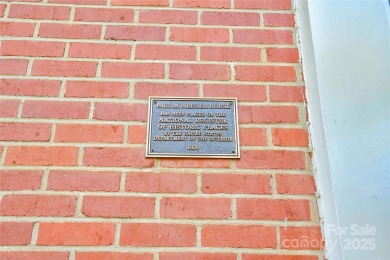 HAS BEEN PLACED ON THE
NATIONAL REGISTER
OF HISTORIC PLACES
BY THE UNITED STATES
DEPARTMENT OF THE INTERIOR
For Sale
canopy 2025